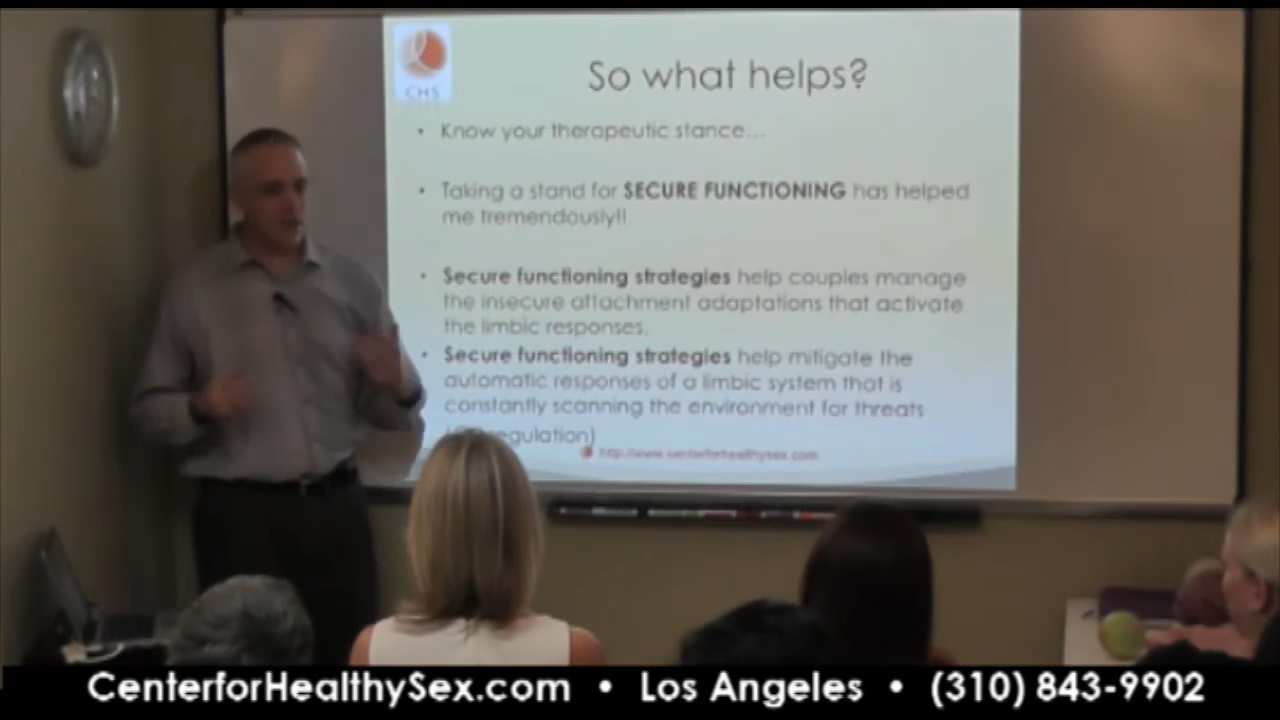 CHS
So what helps?
• Know your therapeutic stance...
• Taking a stand for SECURE FUNCTIONING has helped
me tremendously!!
• Secure functioning strategies help couples manage
the insecure attachment adaptations that activate
the limbic responses.
• Secure functioning strategies help mitigate the
automatic responses of a limbic system that is
constantly scanning the environment for threats
regulation)
http://www.centerforhealthysex.com
CenterforHealthySex.com • Los Angeles • (310) 843-9902